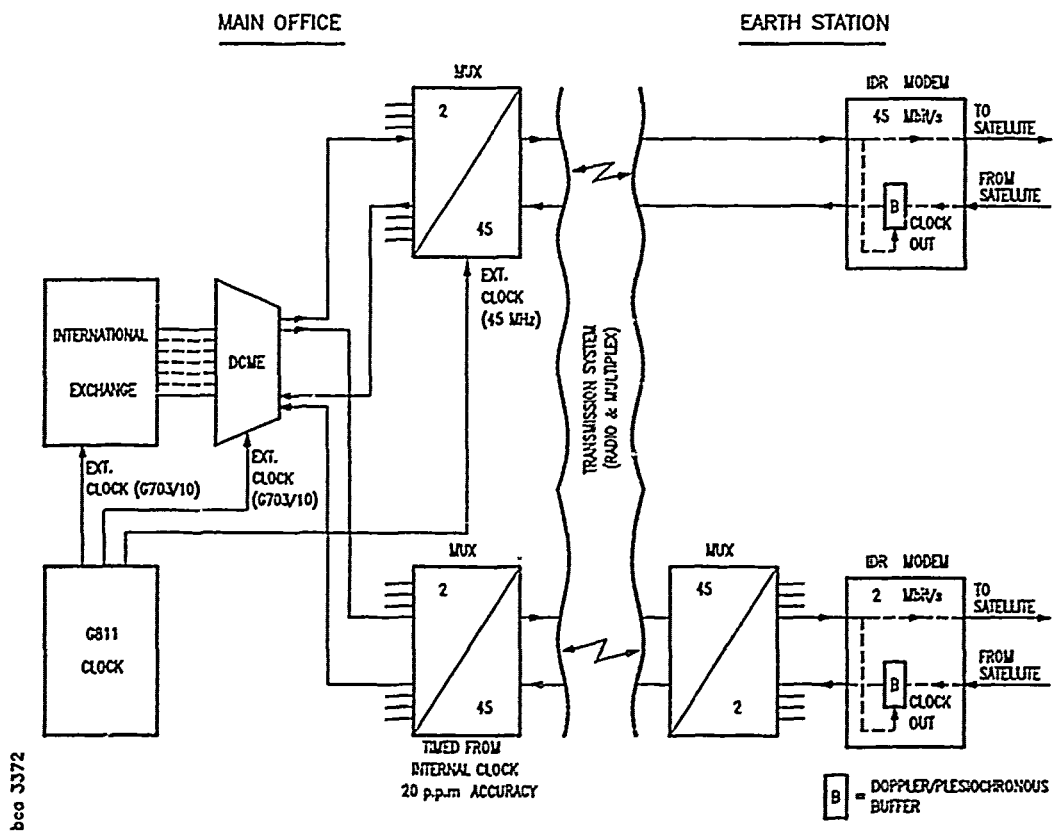 MAIN OFFICE
EARTH STATION
MUX
2
45
EXT.
CLOCK
(45 MHz)
IDR MODEM
45 Mbit/s
TO
SATELLITE
FROM
SATELLITE
B
CLOCK
OUT
INTERNATIONAL
EXCHANGE
DCME
EXT.
CLOCK (G703/10)
EXT.
CLOCK
(G703/10)
TRANSMISSION SYSTEM
(RADIO & MULTIPLEX)
G811
CLOCK
MUX
2
45
TIMED FROM
INTERNAL CLOCK
20 p.p.m ACCURACY
MUX
45
2
IDR MODEM
2 Mbit/s
TO
SATELLITE
FROM
SATELLITE
B
CLOCK
OUT
B = DOPPLER/PLESIOCHRONOUS
BUFFER
bco 3372